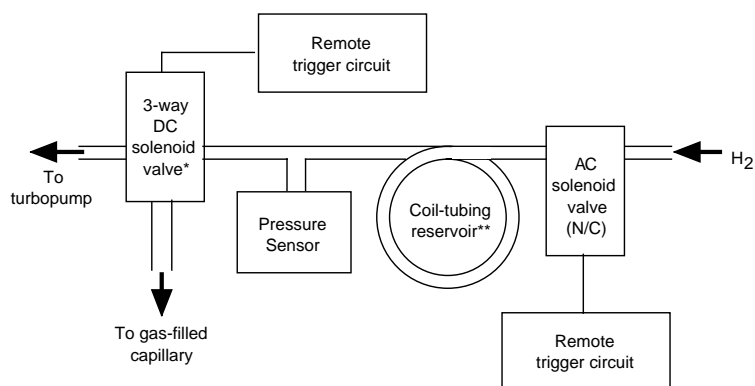 Remote
trigger circuit
3-way
DC
solenoid
valve*
To
turbopump
Pressure
Sensor
Coil-tubing
reservoir**
AC
solenoid
valve
(N/C)
H2
To gas-filled
capillary
Remote
trigger circuit